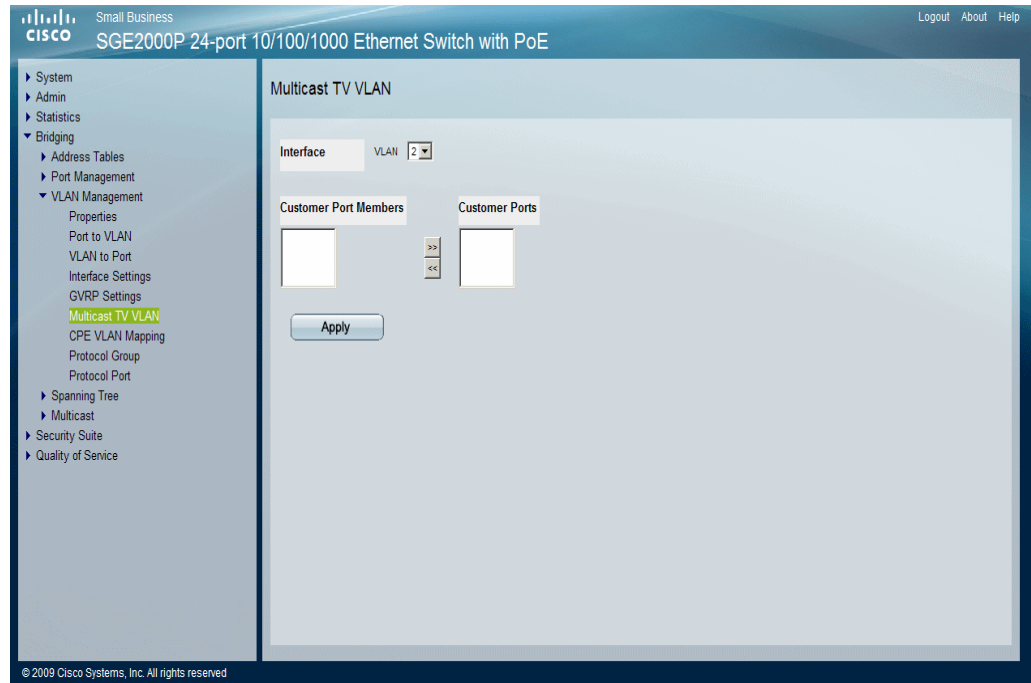 Small Business
CISCO
SGE2000P 24-port 10/100/1000 Ethernet Switch with PoE
Logout About Help
System
Admin
Statistics
Bridging
Address Tables
Port Management
VLAN Management
Properties
Port to VLAN
VLAN to Port
Interface Settings
GVRP Settings
Multicast TV VLAN
CPE VLAN Mapping
Protocol Group
Protocol Port
Spanning Tree
Multicast
Security Suite
Quality of Service
Multicast TV VLAN
Interface VLAN 2
Customer Port Members Customer Ports
>>
<<
Apply
© 2009 Cisco Systems, Inc. All rights reserved